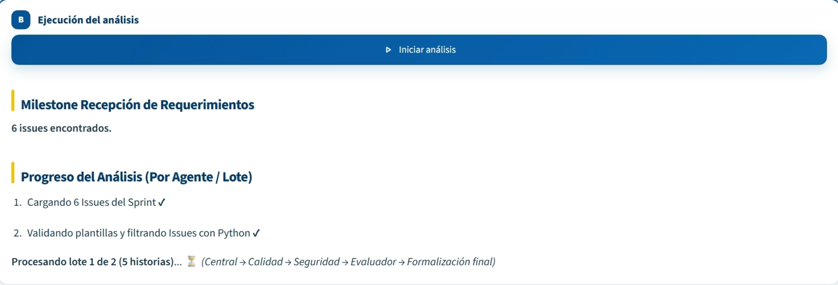 B Ejecución del análisis
▷ Iniciar análisis
Milestone Recepción de Requerimientos
6 issues encontrados.
Progreso del Análisis (Por Agente / Lote)
1. Cargando 6 Issues del Sprint ✔
2. Validando plantillas y filtrando Issues con Python ✔
Procesando lote 1 de 2 (5 historias)... ⏳ (Central → Calidad → Seguridad → Evaluador → Formalización final)